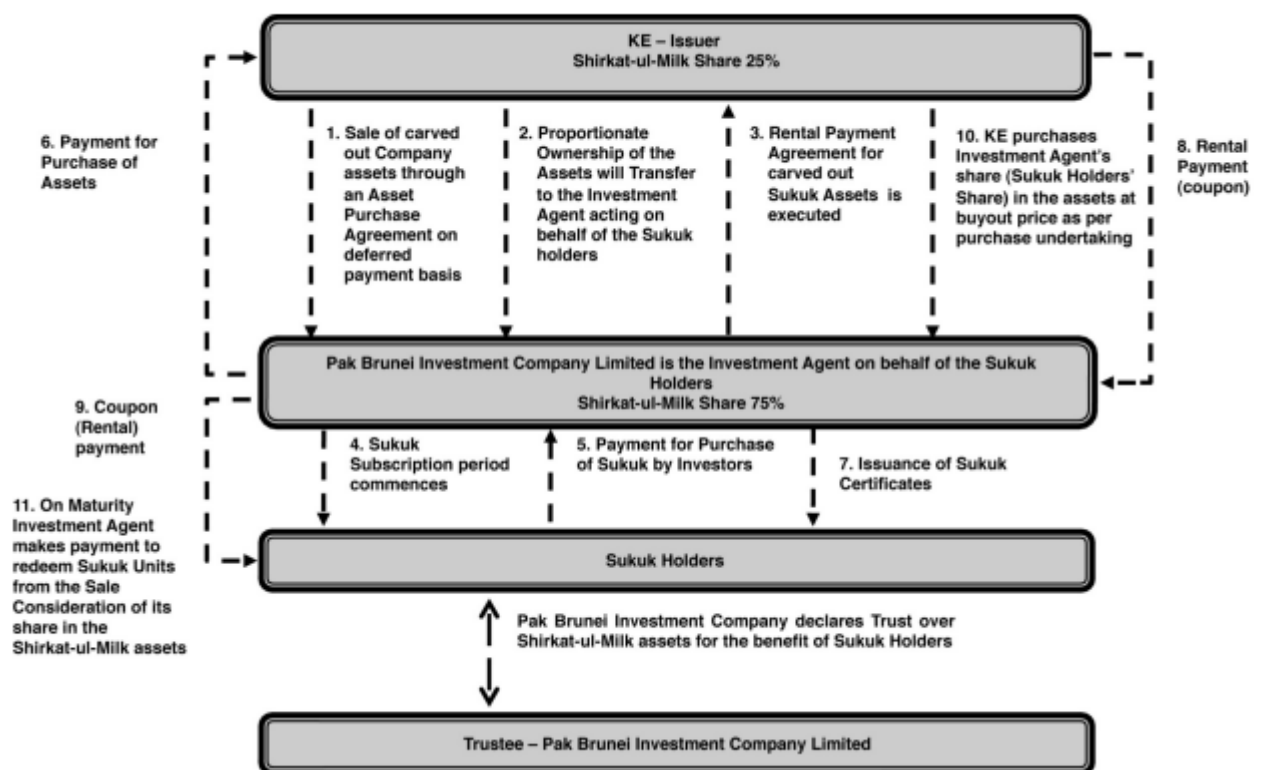 KE – Issuer
Shirkat-ul-Milk Share 25%
6. Payment for
Purchase of
Assets
1. Sale of carved
out Company
assets through
an Asset
Purchase
Agreement on
deferred
payment basis
2. Proportionate
Ownership of the
Assets will Transfer
to the Investment
Agent acting on
behalf of the Sukuk
holders
3. Rental Payment
Agreement for
carved out
Sukuk Assets is
executed
10. KE purchases
Investment Agent's
share (Sukuk Holders'
Share) in the assets at
buyout price as per
purchase undertaking
8. Rental
Payment
(coupon)
Pak Brunei Investment Company Limited is the Investment Agent on behalf of the Sukuk
Holders
Shirkat-ul-Milk Share 75%
9. Coupon
(Rental)
payment
4. Sukuk
Subscription period
commences
5. Payment for Purchase
of Sukuk by Investors
7. Issuance of Sukuk
Certificates
11. On Maturity
Investment Agent
makes payment to
redeem Sukuk Units
from the Sale
Consideration of its
share in the
Shirkat-ul-Milk assets
Sukuk Holders
Pak Brunei Investment Company declares Trust over
Shirkat-ul-Milk assets for the benefit of Sukuk Holders
Trustee – Pak Brunei Investment Company Limited